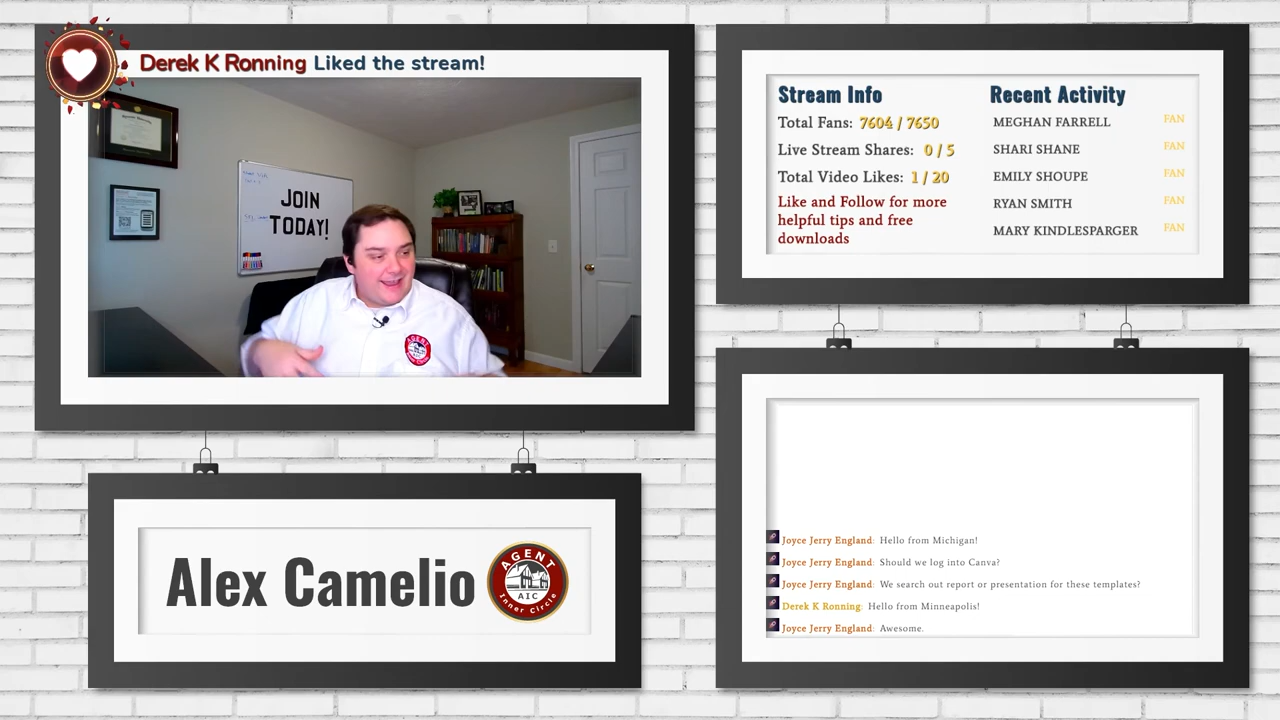 Derek K Ronning Liked the stream!
JOIN
TODAY!
AGENT
Stream Info
Total Fans: 7604 / 7650
Live Stream Shares: 0 / 5
Total Video Likes: 1 / 20
Like and Follow for more
helpful tips and free
downloads
Recent Activity
MEGHAN FARRELL FAN
SHARI SHANE FAN
EMILY SHOUPE FAN
RYAN SMITH FAN
MARY KINDLESPARGER FAN
Alex Camelio
AGENT
AIC
Inner Circle
Joyce Jerry England: Hello from Michigan!
Joyce Jerry England: Should we log into Canva?
Joyce Jerry England: We search out report or presentation for these templates?
Derek K Ronning: Hello from Minneapolis!
Joyce Jerry England: Awesome.